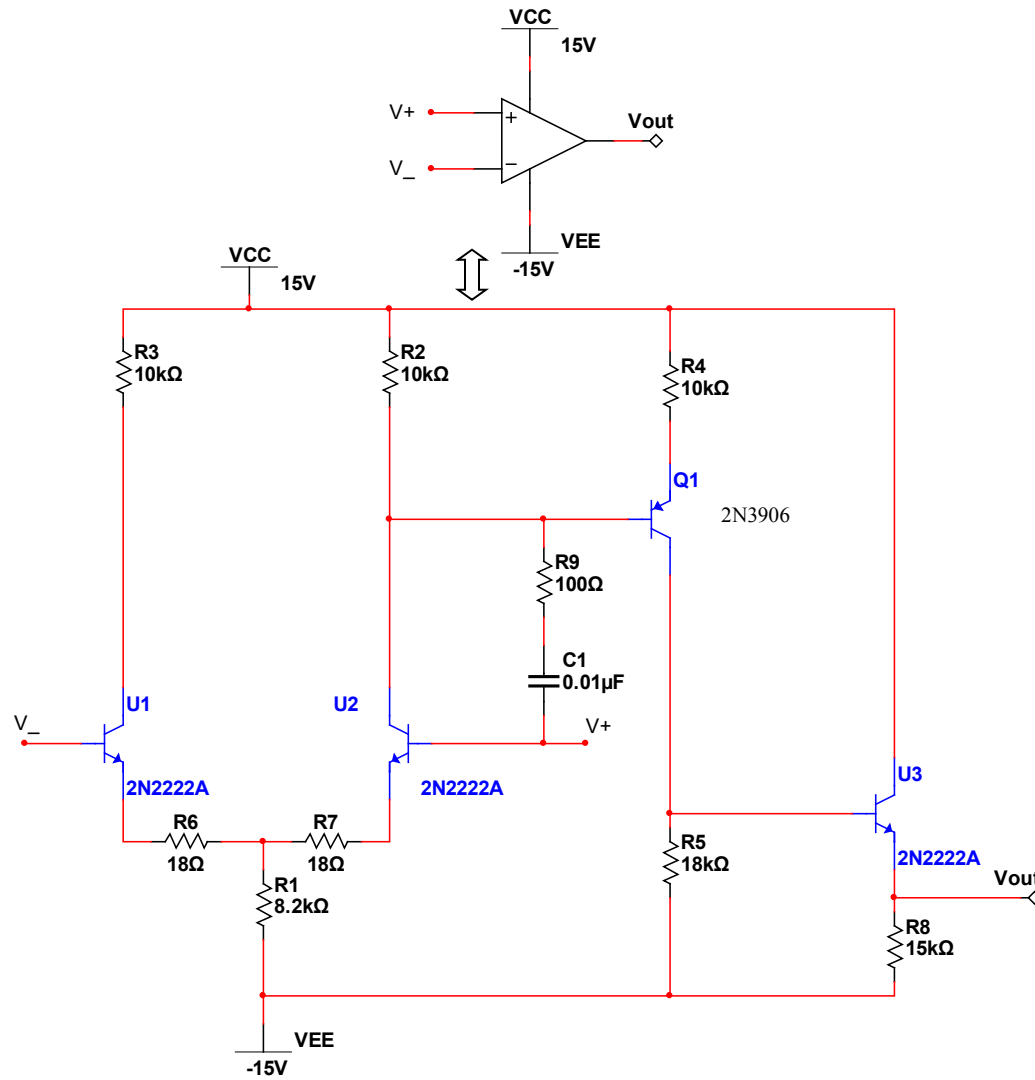 VCC
15V
V+
+
Vout
V_
−
VEE
-15V
VCC
15V
R3
10kΩ
R2
10kΩ
R4
10kΩ
Q1
2N3906
R9
100Ω
C1
0.01µF
V_
U1
U2
V+
2N2222A
2N2222A
U3
2N2222A
R6
18Ω
R7
18Ω
R1
8.2kΩ
R5
18kΩ
Vout
R8
15kΩ
VEE
-15V